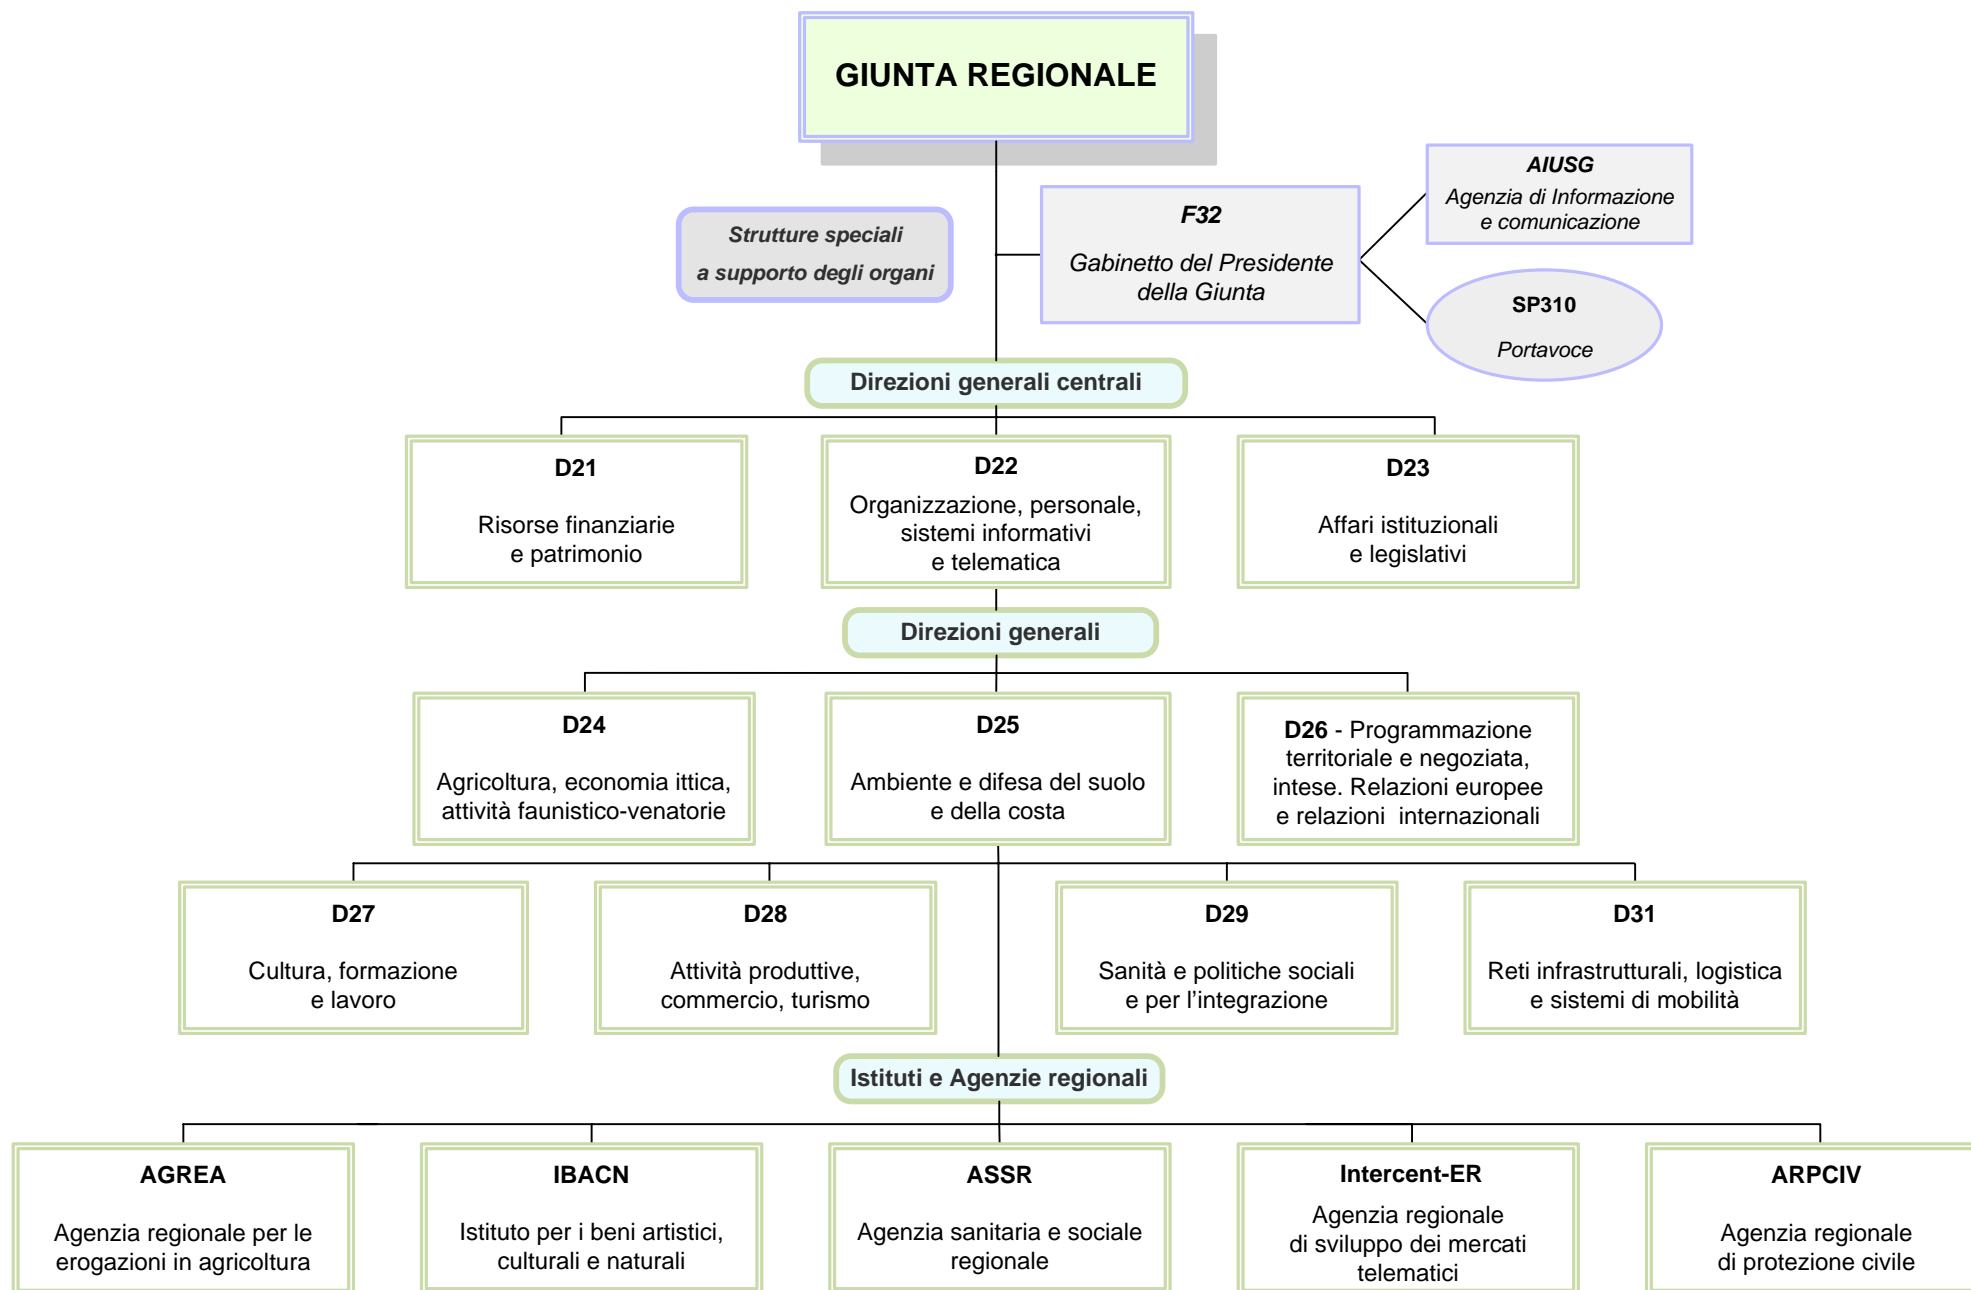 GIUNTA REGIONALE
AIUSG
Agenzia di Informazione
e comunicazione
F32
Gabinetto del Presidente
della Giunta
Strutture speciali
a supporto degli organi
SP310
Portavoce
Direzioni generali centrali
D21
Risorse finanziarie
e patrimonio
D22
Organizzazione, personale,
sistemi informativi
e telematica
D23
Affari istituzionali
e legislativi
Direzioni generali
D24
Agricoltura, economia ittica,
attività faunistico-venatorie
D25
Ambiente e difesa del suolo
e della costa
D26 - Programmazione
territoriale e negoziata,
intese. Relazioni europee
e relazioni  internazionali
D27
Cultura, formazione
e lavoro
D28
Attività produttive,
commercio, turismo
D29
Sanità e politiche sociali
e per l’integrazione
D31
Reti infrastrutturali, logistica
e sistemi di mobilità
Istituti e Agenzie regionali
AGREA
Agenzia regionale per le
erogazioni in agricoltura
IBACN
Istituto per i beni artistici,
culturali e naturali
ASSR
Agenzia sanitaria e sociale
regionale
Intercent-ER
Agenzia regionale
di sviluppo dei mercati
telematici
ARPCIV
Agenzia regionale
di protezione civile